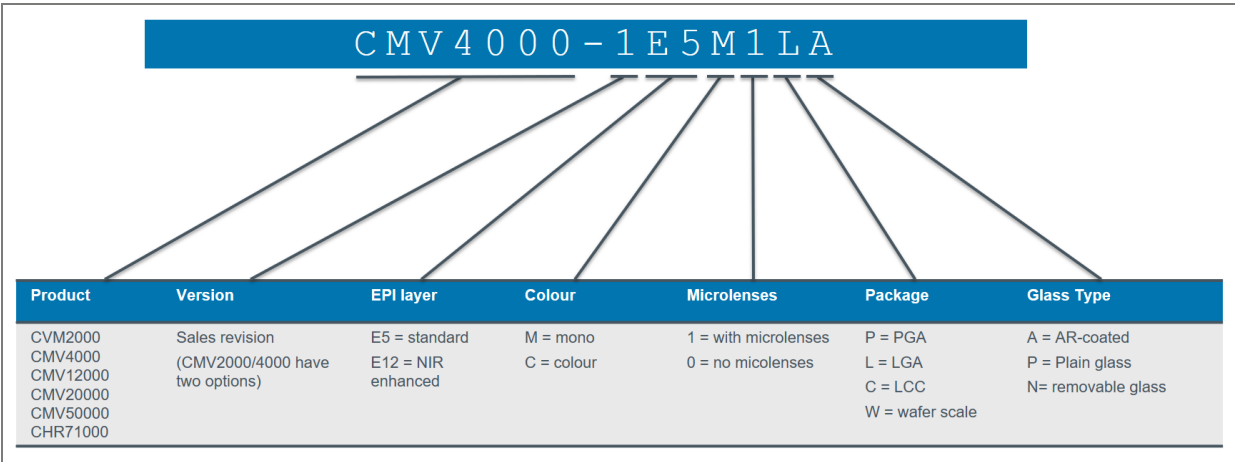 CMV4000-1E5M1LA
Product Version EPI layer Colour Microlenses Package Glass Type
CVM2000
CMV4000
CMV12000
CMV20000
CMV50000
CHR71000
Sales revision
(CMV2000/4000 have
two options)
E5 = standard
E12 = NIR
enhanced
M = mono
C = colour
1 = with microlenses
0 = no micolenses
P = PGA
L = LGA
C = LCC
W = wafer scale
A = AR-coated
P = Plain glass
N= removable glass